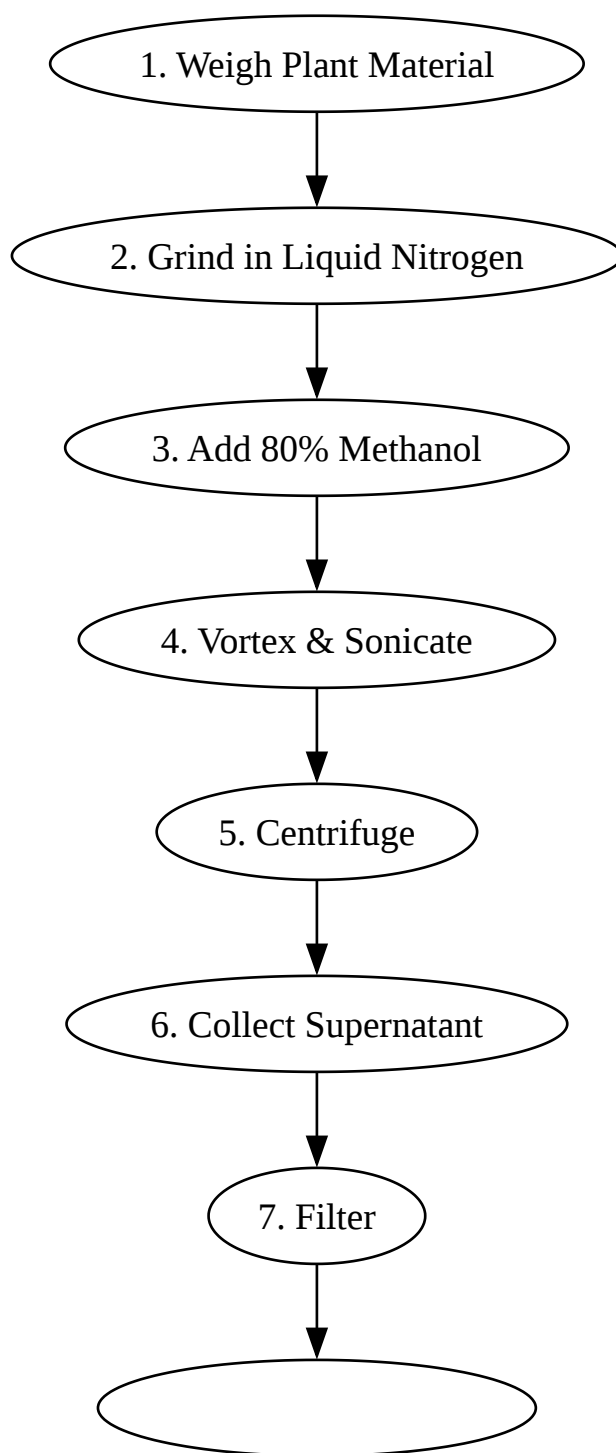 1. Weigh Plant Material
2. Grind in Liquid Nitrogen
3. Add 80% Methanol
4. Vortex & Sonicate
5. Centrifuge
6. Collect Supernatant
7. Filter